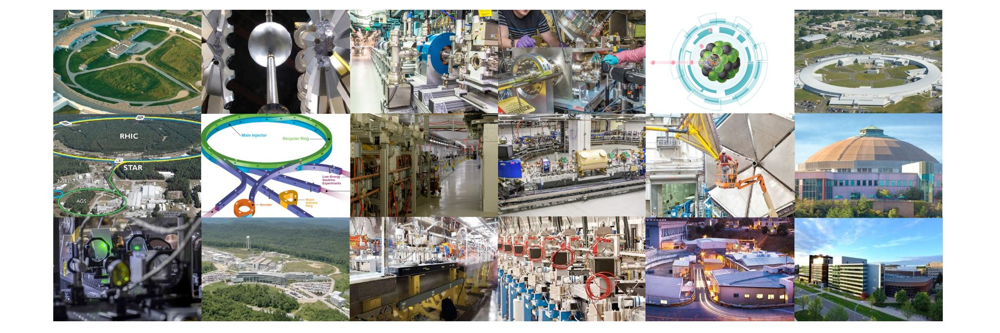 RHIC
STAR
NSRL
AGS
Main Injector
Recycler Ring
Low-Energy
Neutrino
Experiments
Muon
Delivery
Ring
Booster